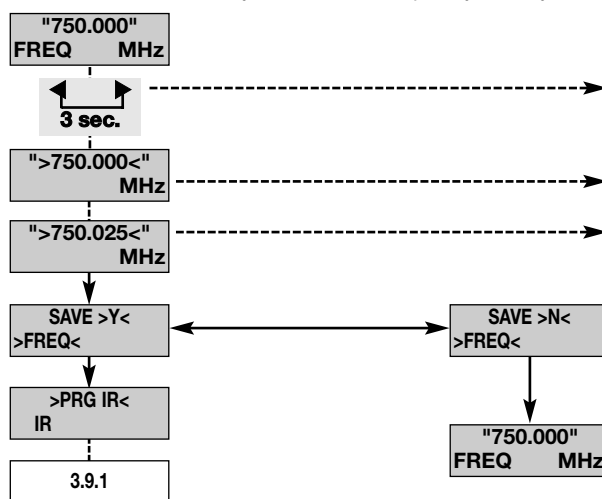 "750.000"
FREQ MHz
3 sec.
">750.000<"
MHz
">750.025<"
MHz
SAVE >Y<
>FREQ<
SAVE >N<
>FREQ<
>PRG IR<
IR
"750.000"
FREQ MHz
3.9.1